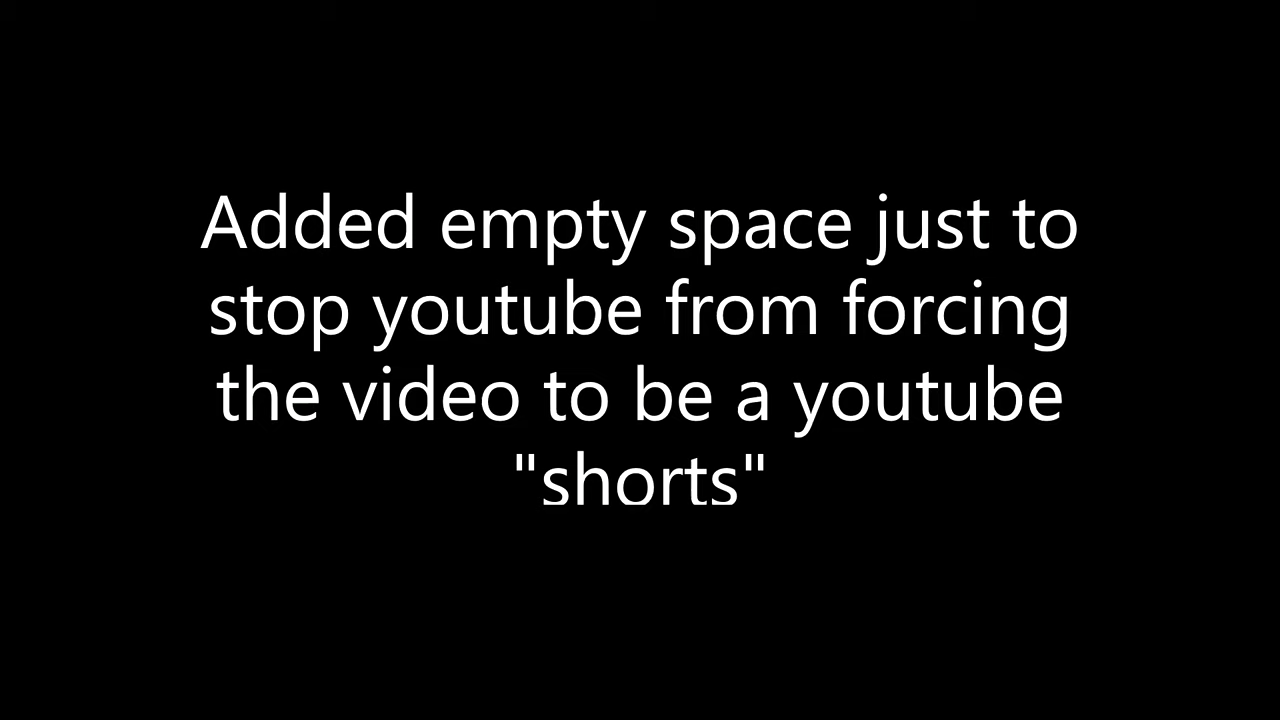 Added empty space just to
stop youtube from forcing
the video to be a youtube
"shorts"